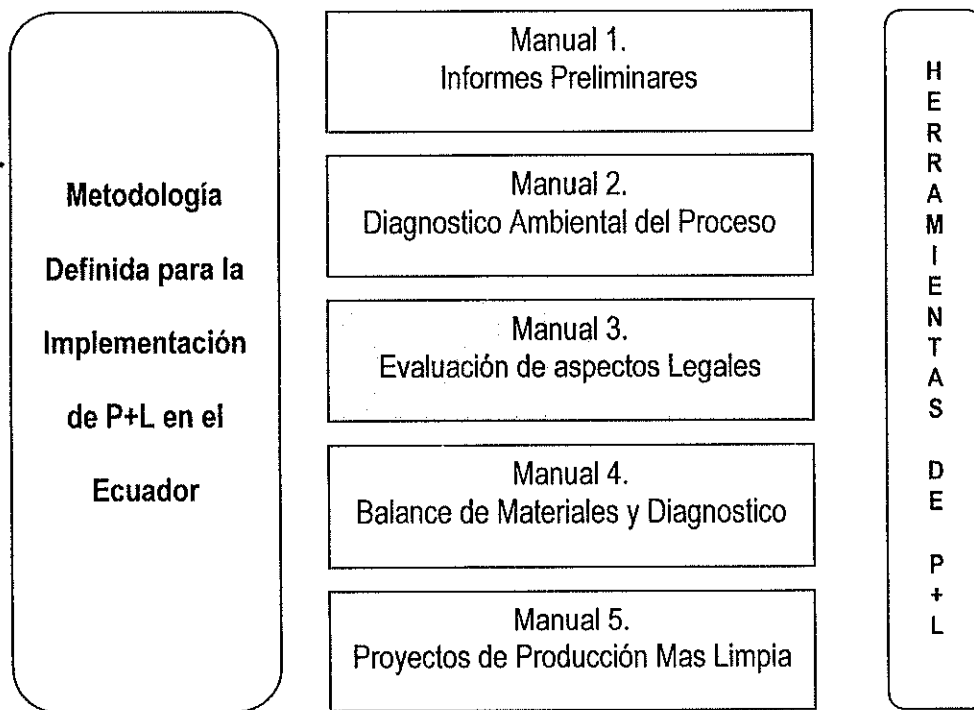 Metodología
Definida para la
Implementación
de P+L en el
Ecuador
Manual 1.
Informes Preliminares
Manual 2.
Diagnostico Ambiental del Proceso
Manual 3.
Evaluación de aspectos Legales
Manual 4.
Balance de Materiales y Diagnostico
Manual 5.
Proyectos de Producción Mas Limpia
HERRAMIENTAS DE P+L